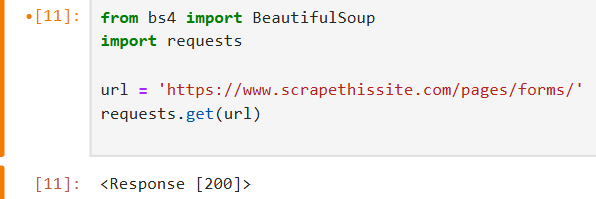 [11]: from bs4 import BeautifulSoup
import requests
url = 'https://www.scrapethissite.com/pages/forms/'
requests.get(url)
[11]: <Response [200]>